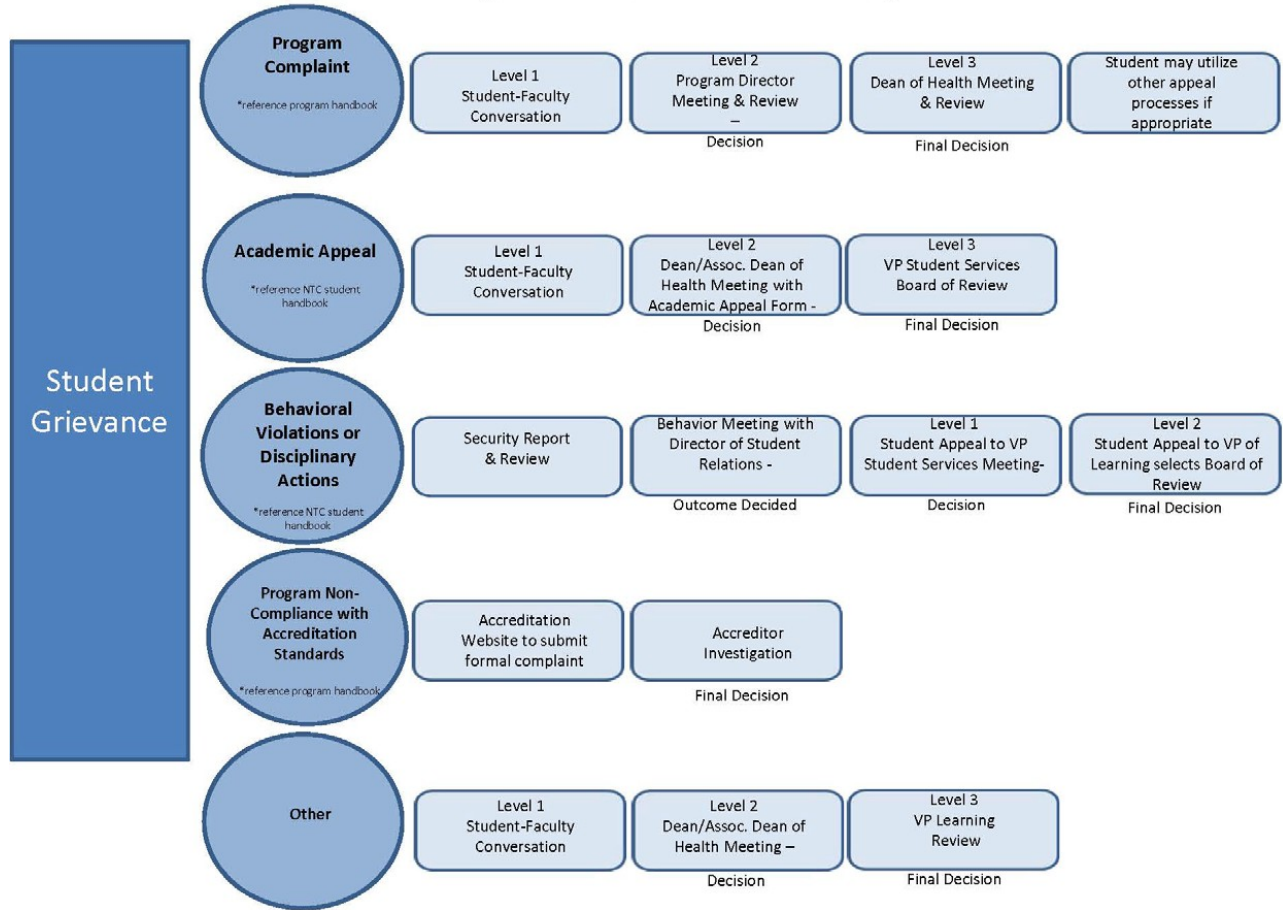 Student
Grievance
Program
Complaint
*reference program handbook
Level 1
Student-Faculty
Conversation
Level 2
Program Director
Meeting & Review
–
Decision
Level 3
Dean of Health Meeting
& Review
Final Decision
Student may utilize
other appeal
processes if
appropriate
Academic Appeal
*reference NTC student
handbook
Level 1
Student-Faculty
Conversation
Level 2
Dean/Assoc. Dean of
Health Meeting with
Academic Appeal Form -
Decision
Level 3
VP Student Services
Board of Review
Final Decision
Behavioral
Violations or
Disciplinary
Actions
*reference NTC student
handbook
Security Report
& Review
Behavior Meeting with
Director of Student
Relations -
Outcome Decided
Level 1
Student Appeal to VP
Student Services Meeting-
Decision
Level 2
Student Appeal to VP of
Learning selects Board of
Review
Final Decision
Program Non-
Compliance with
Accreditation
Standards
*reference program handbook
Accreditation
Website to submit
formal complaint
Accreditor
Investigation
Final Decision
Other
Level 1
Student-Faculty
Conversation
Level 2
Dean/Assoc. Dean of
Health Meeting –
Decision
Level 3
VP Learning
Review
Final Decision